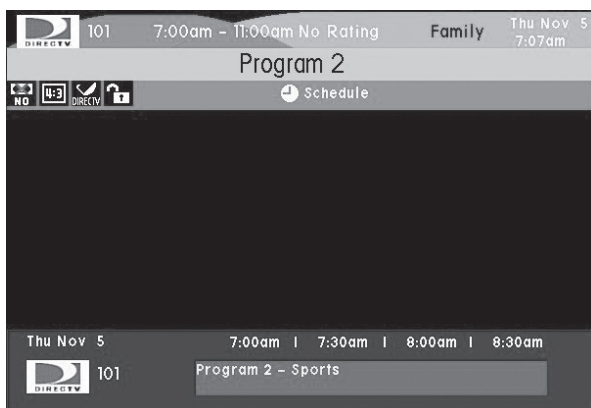 DIRECTV 101 7:00am – 11:00am No Rating Family Thu Nov 5
7:07am
Program 2
NO 4:3 DIRECTV Schedule
Thu Nov 5 7:00am | 7:30am | 8:00am | 8:30am
DIRECTV 101 Program 2 – Sports